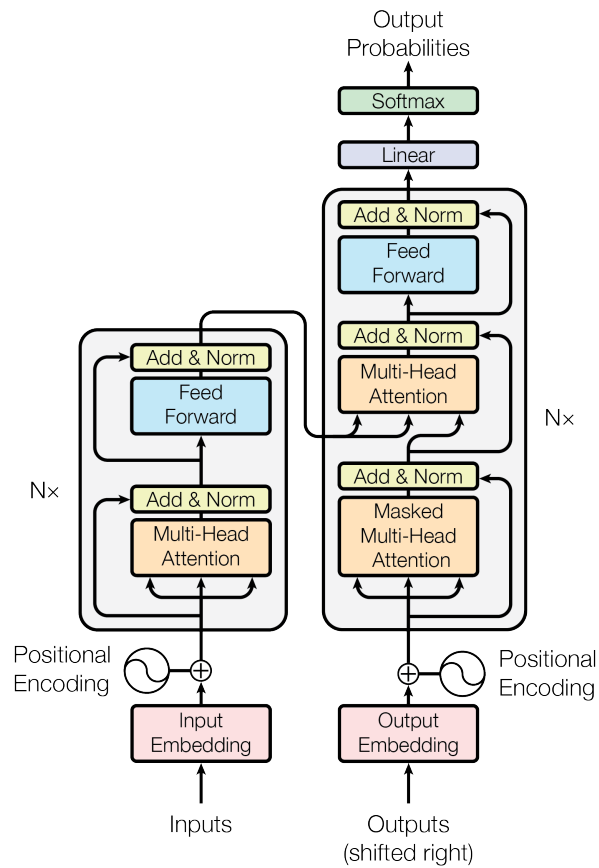 Output
Probabilities
Softmax
Linear
Add & Norm
Feed
Forward
Add & Norm
Multi-Head
Attention
Add & Norm
Masked
Multi-Head
Attention
N×
Positional
Encoding
Output
Embedding
Outputs
(shifted right)
Add & Norm
Feed
Forward
Add & Norm
Multi-Head
Attention
N×
Positional
Encoding
Input
Embedding
Inputs